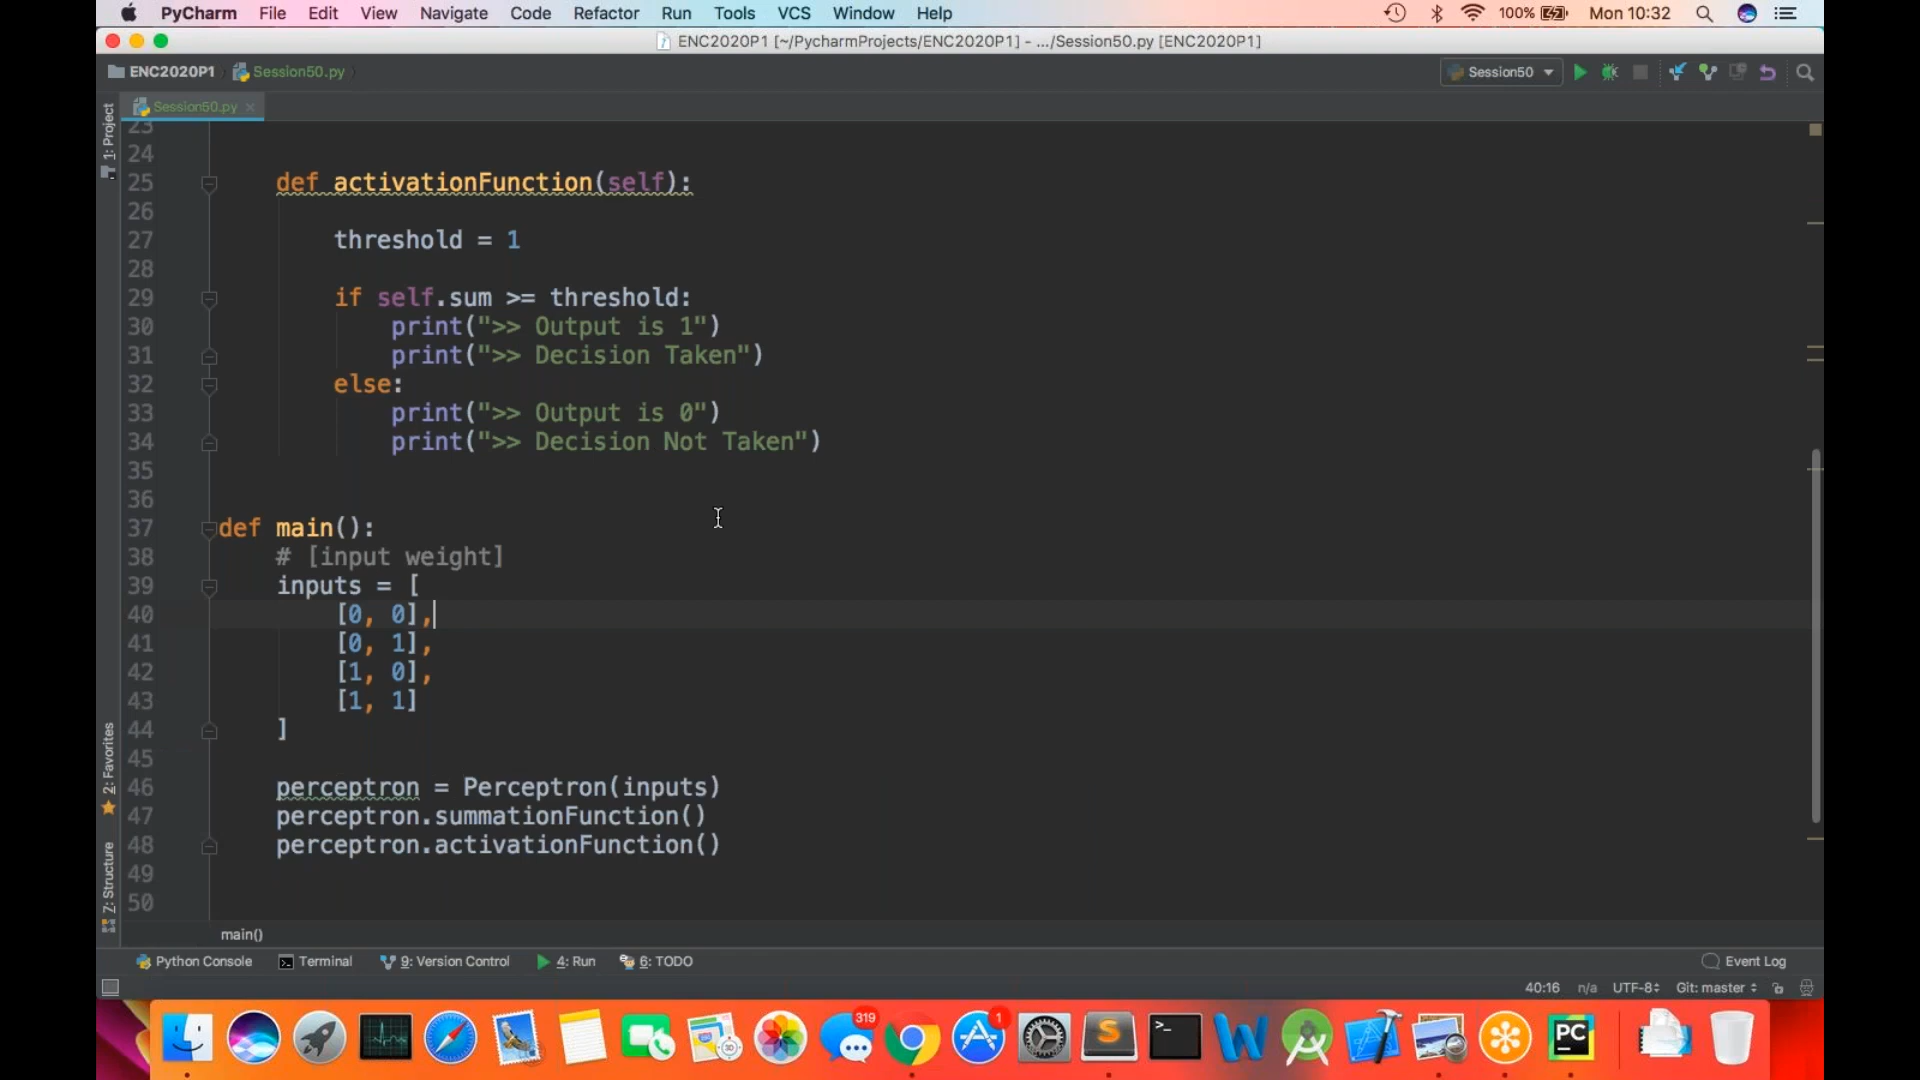 PyCharm File Edit View Navigate Code Refactor Run Tools VCS Window Help 100% Mon 10:32
ENC2020P1 [~/PycharmProjects/ENC2020P1] - .../Session50.py [ENC2020P1]
ENC2020P1 Session50.py Session50
Session50.py
1: Project
2: Favorites
Z: Structure
23
24
25 def activationFunction(self):
26
27 threshold = 1
28
29 if self.sum >= threshold:
30 print(">> Output is 1")
31 print(">> Decision Taken")
32 else:
33 print(">> Output is 0")
34 print(">> Decision Not Taken")
35
36
37 def main():
38 # [input weight]
39 inputs = [
40 [0, 0],
41 [0, 1],
42 [1, 0],
43 [1, 1]
44 ]
45
46 perceptron = Perceptron(inputs)
47 perceptron.summationFunction()
48 perceptron.activationFunction()
49
50
main()
Python Console Terminal 9: Version Control 4: Run 6: TODO Event Log
40:16 n/a UTF-8 Git: master
319 1
PC